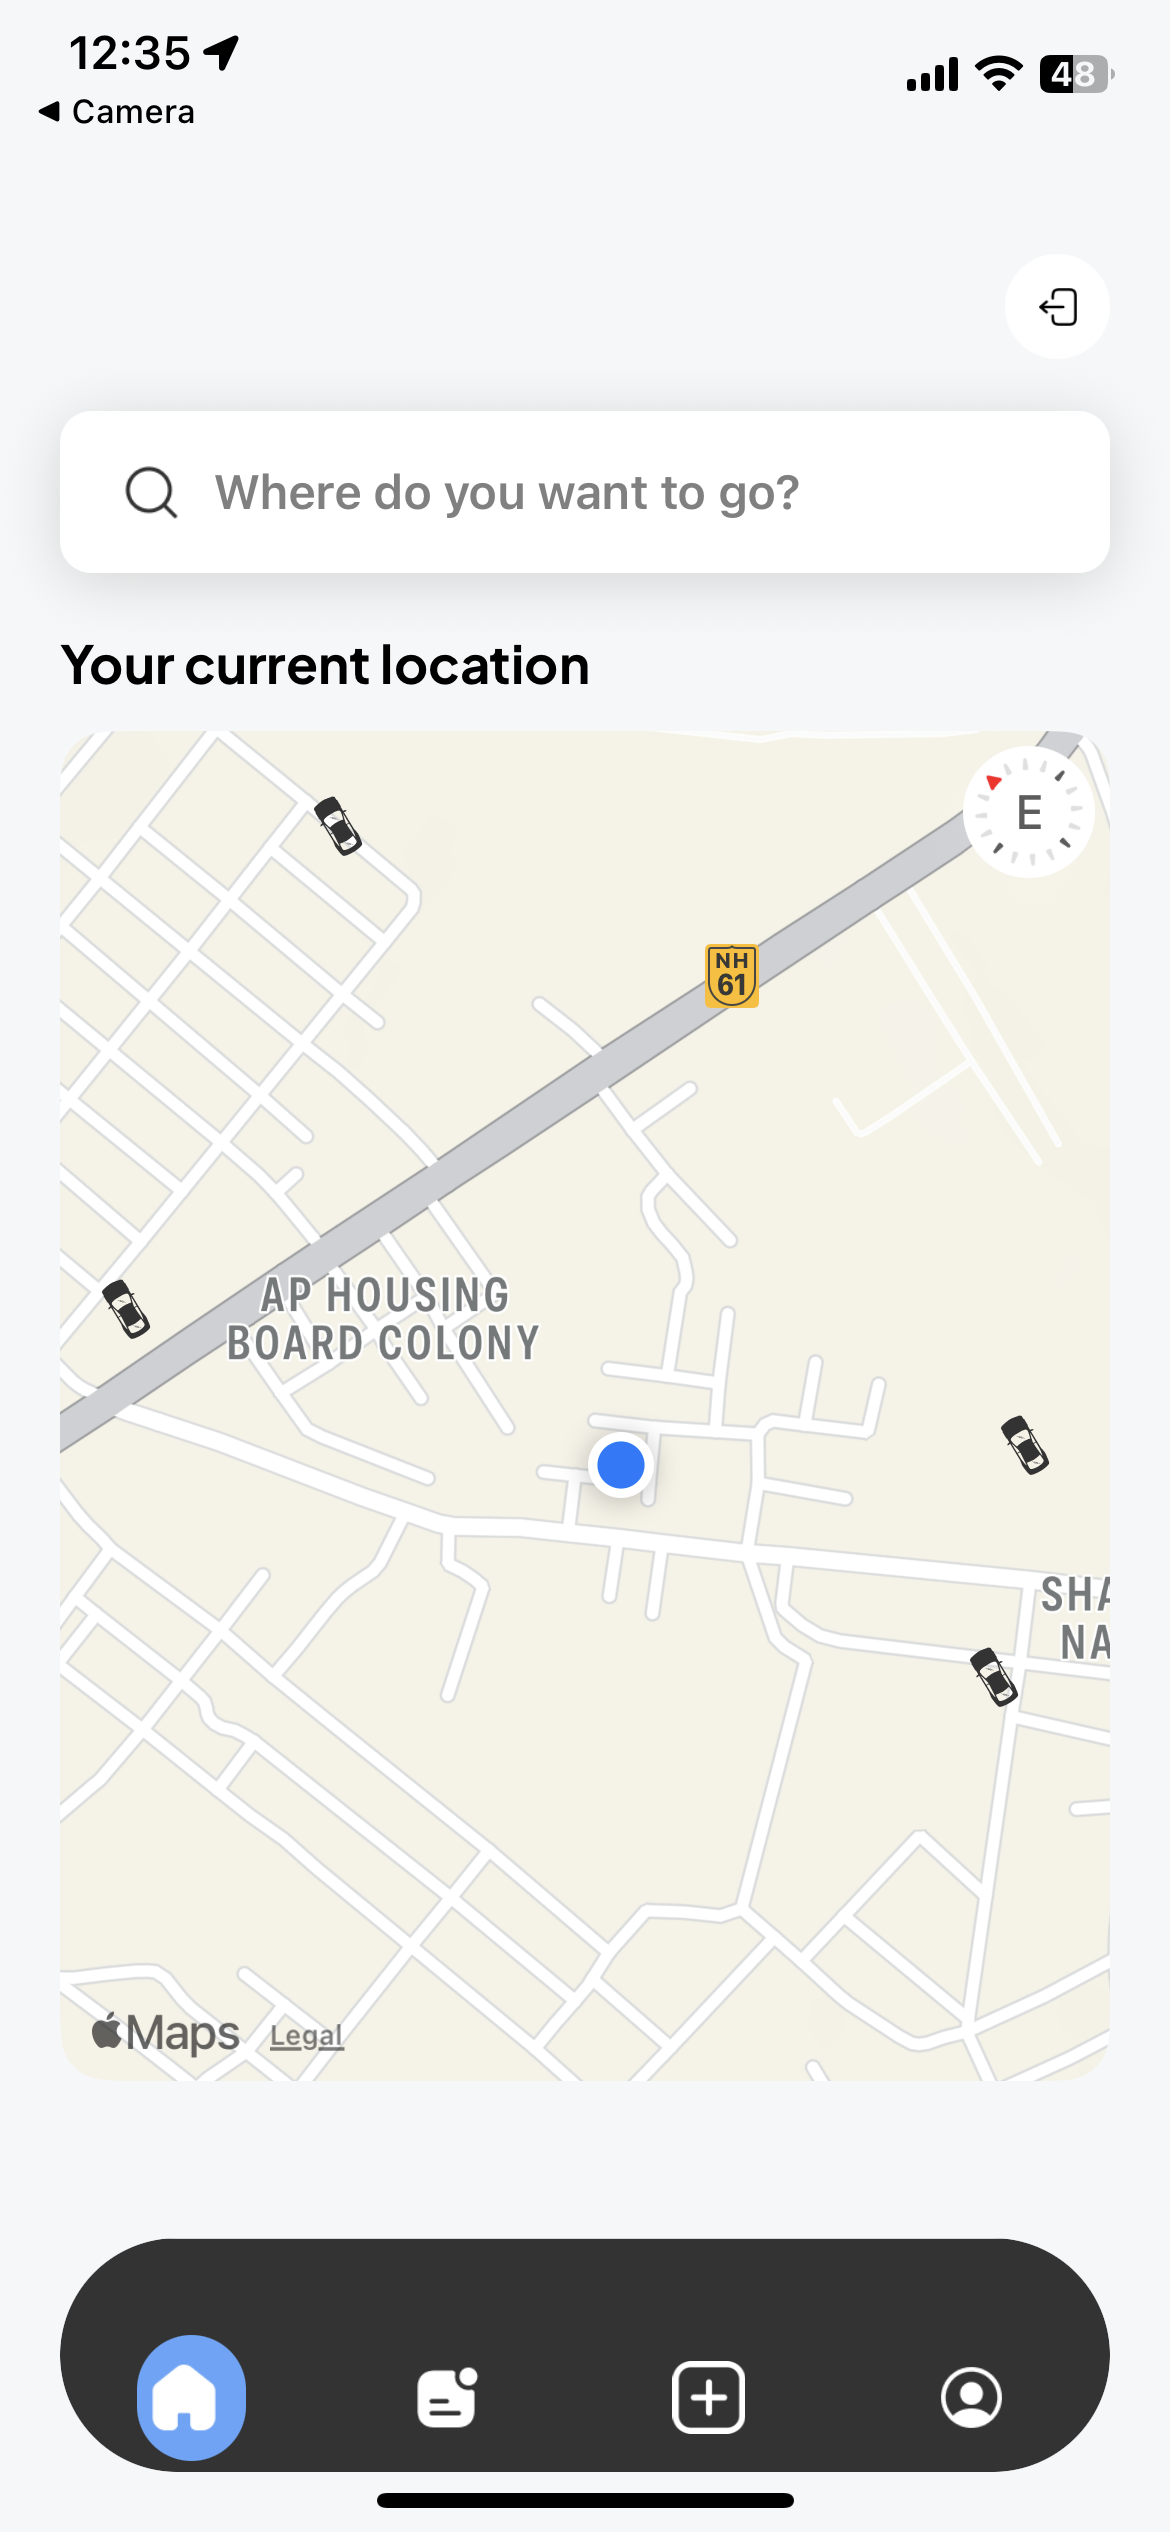 12:35
48
Camera
Where do you want to go?
Your current location
E
NH
61
AP HOUSING
BOARD COLONY
SHA
NA
Maps
Legal